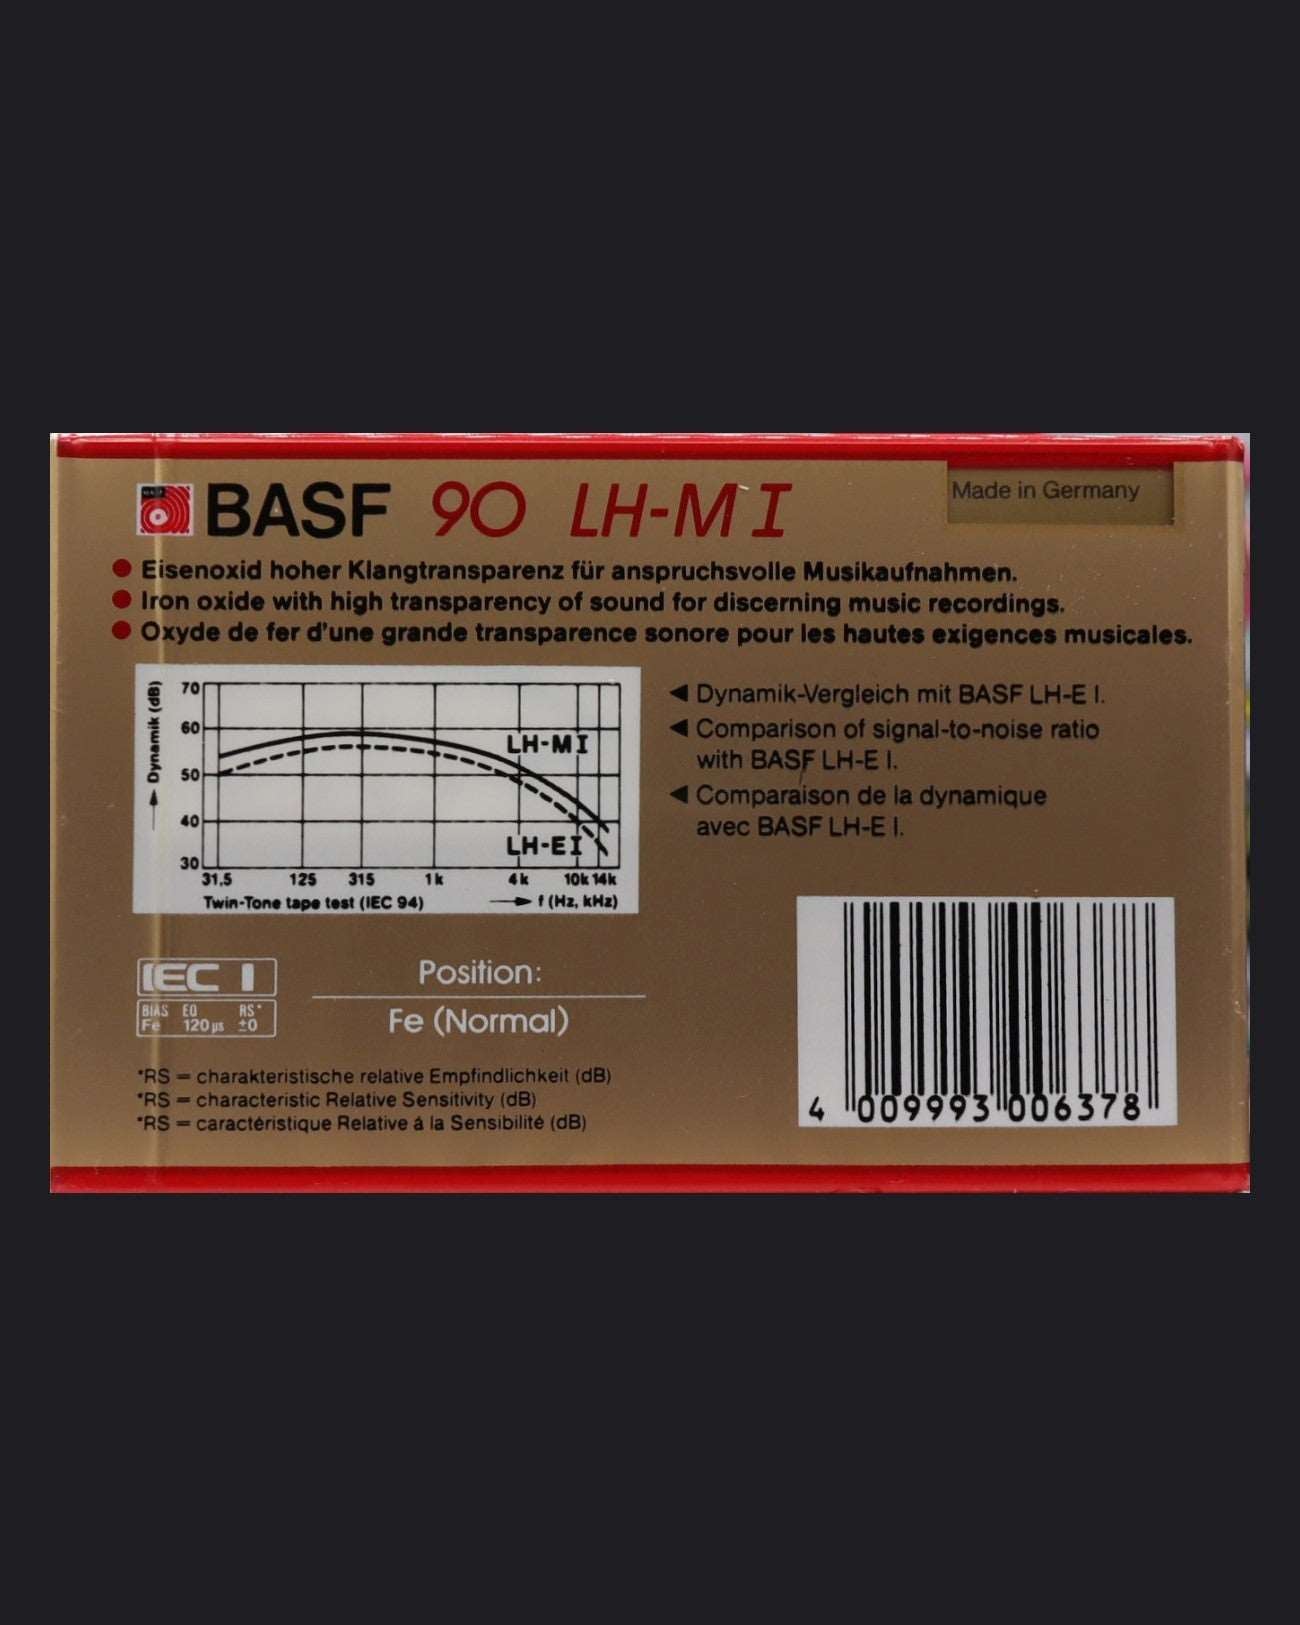 BASF 90 LH-M I
Made in Germany
Eisenoxid hoher Klangtransparenz für anspruchsvolle Musikaufnahmen.
Iron oxide with high transparency of sound for discerning music recordings.
Oxyde de fer d'une grande transparence sonore pour les hautes exigences musicales.
Dynamik (dB)
70
60
50
40
30
LH-M I
LH-E I
31,5 125 315 1k 4k 10k 14k
Twin-Tone tape test (IEC 94) f (Hz, kHz)
Dynamik-Vergleich mit BASF LH-E I.
Comparison of signal-to-noise ratio
with BASF LH-E I.
Comparaison de la dynamique
avec BASF LH-E I.
IEC I
BIAS EQ RS*
Fe 120 µs ±0
Position:
Fe (Normal)
*RS = charakteristische relative Empfindlichkeit (dB)
*RS = characteristic Relative Sensitivity (dB)
*RS = caractéristique Relative á la Sensibilité (dB)
4 009993 006378